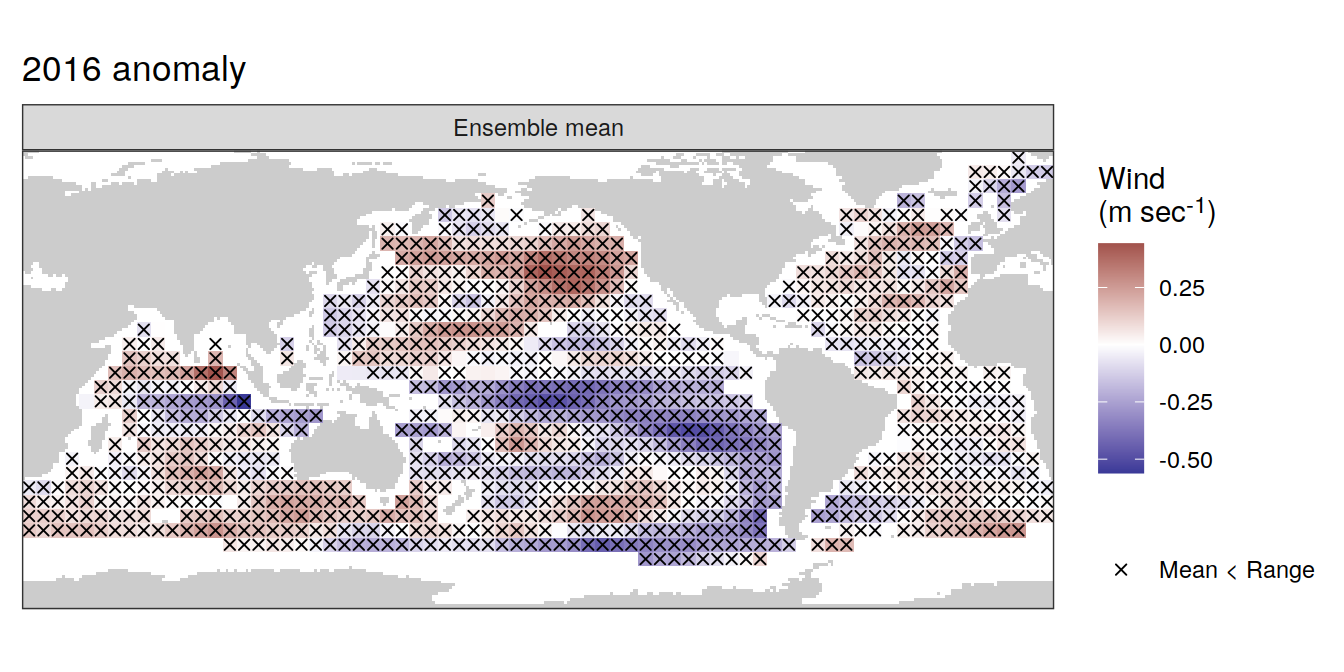 2016 anomaly
Ensemble mean
Wind
(m sec⁻¹)
0.25
0.00
-0.25
-0.50
Mean < Range